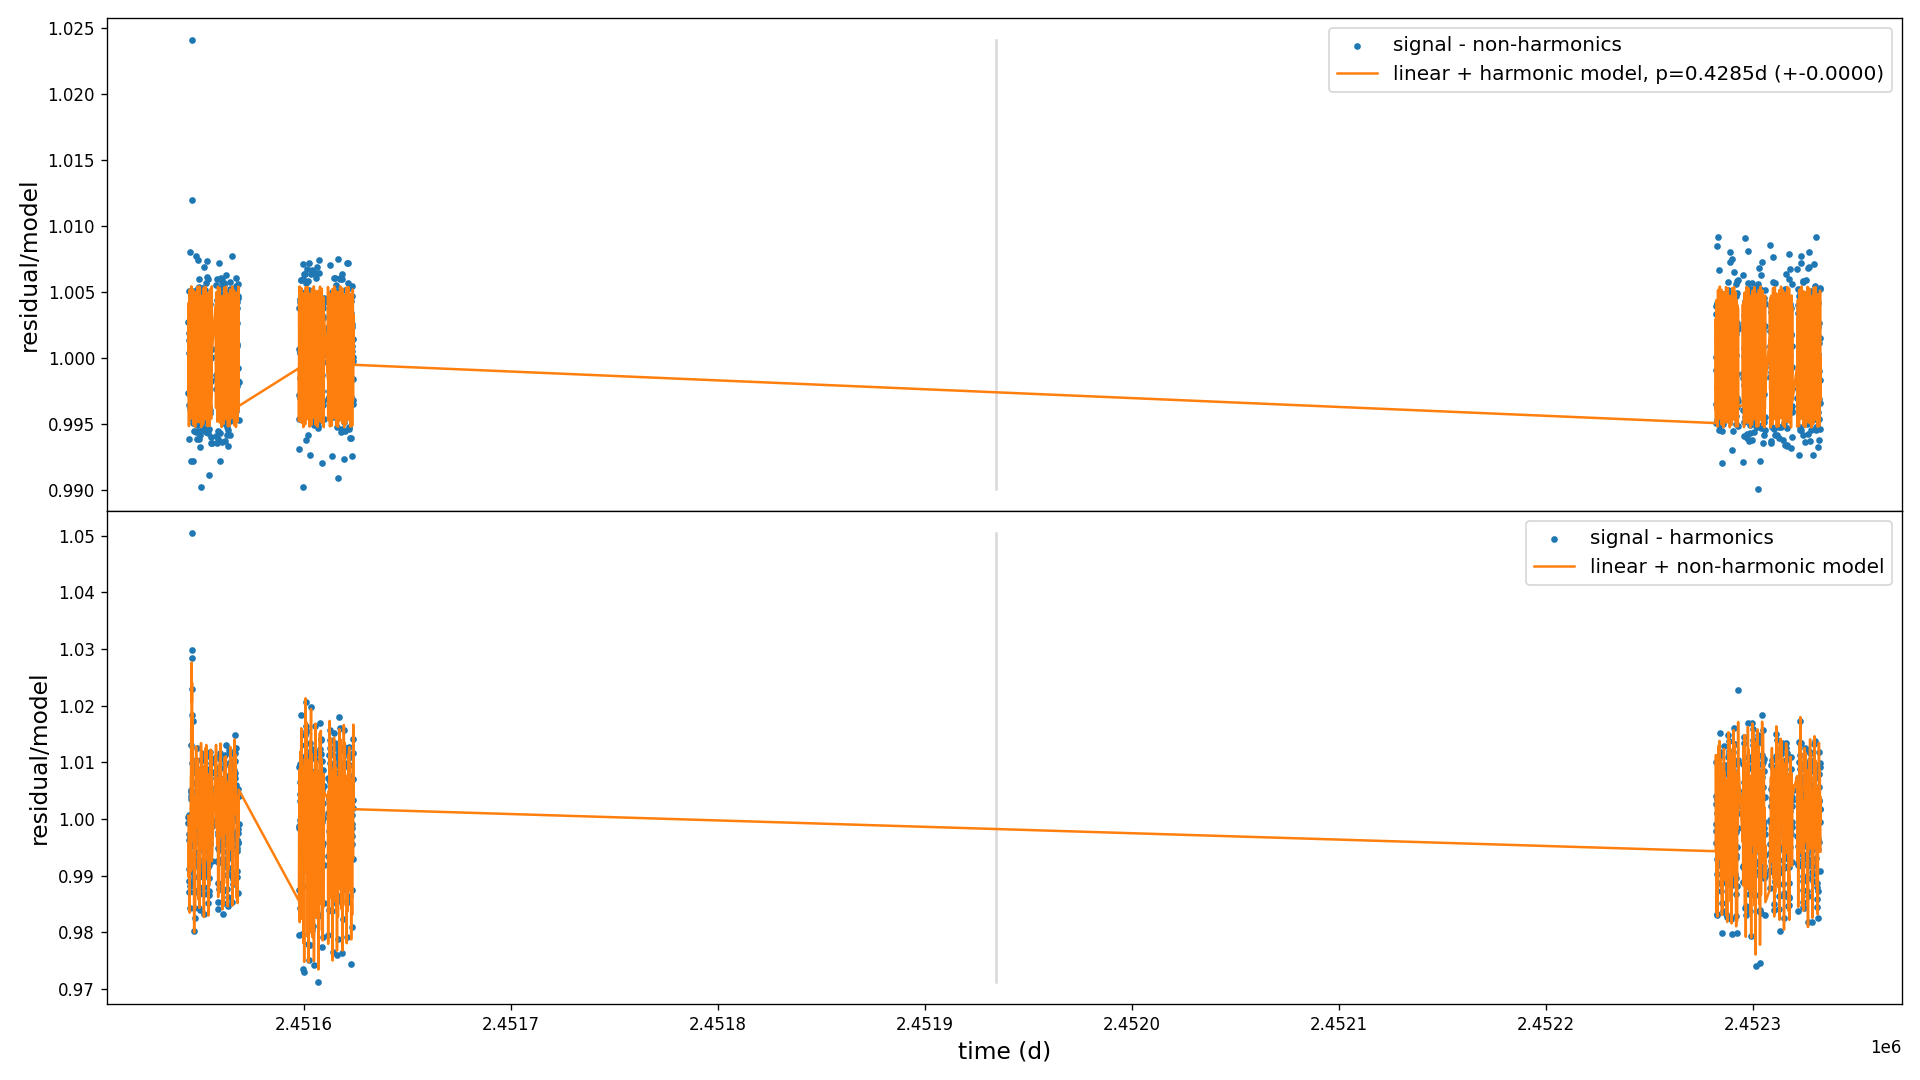 1.025
1.020
1.015
1.010
1.005
1.000
0.995
0.990
residual/model
signal - non-harmonics
linear + harmonic model, p=0.4285d (+-0.0000)
1.05
1.04
1.03
1.02
1.01
1.00
0.99
0.98
0.97
residual/model
signal - harmonics
linear + non-harmonic model
2.4516 2.4517 2.4518 2.4519 2.4520 2.4521 2.4522 2.4523
1e6
time (d)